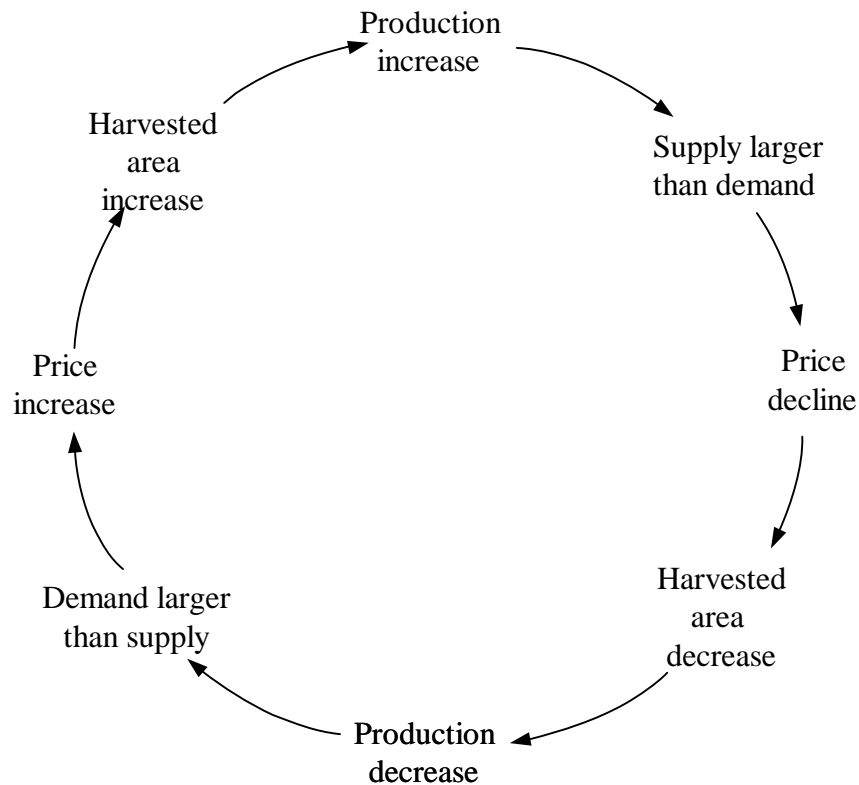 Production
increase
Supply larger
than demand
Price
decline
Harvested
area
decrease
Production
decrease
Demand larger
than supply
Price
increase
Harvested
area
increase